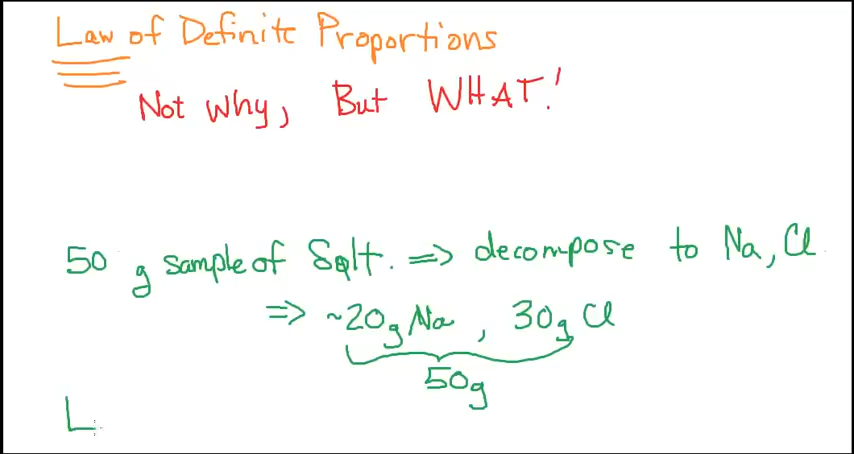 Law of Definite Proportions
Not Why, But WHAT!
50 g sample of Salt. => decompose to Na, Cl
=> ~20g Na, 30g Cl
50g
L